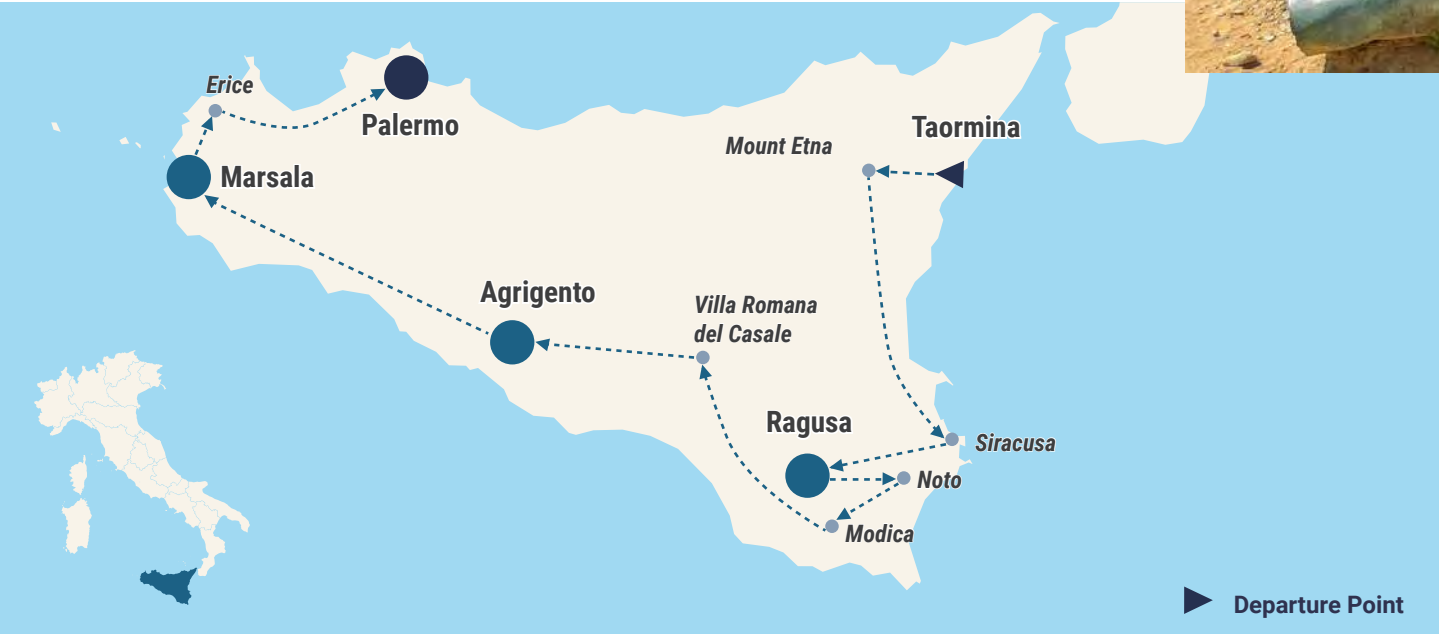 Erice
Palermo
Taormina
Mount Etna
Marsala
Agrigento
Villa Romana
del Casale
Ragusa
Siracusa
Noto
Modica
Departure Point